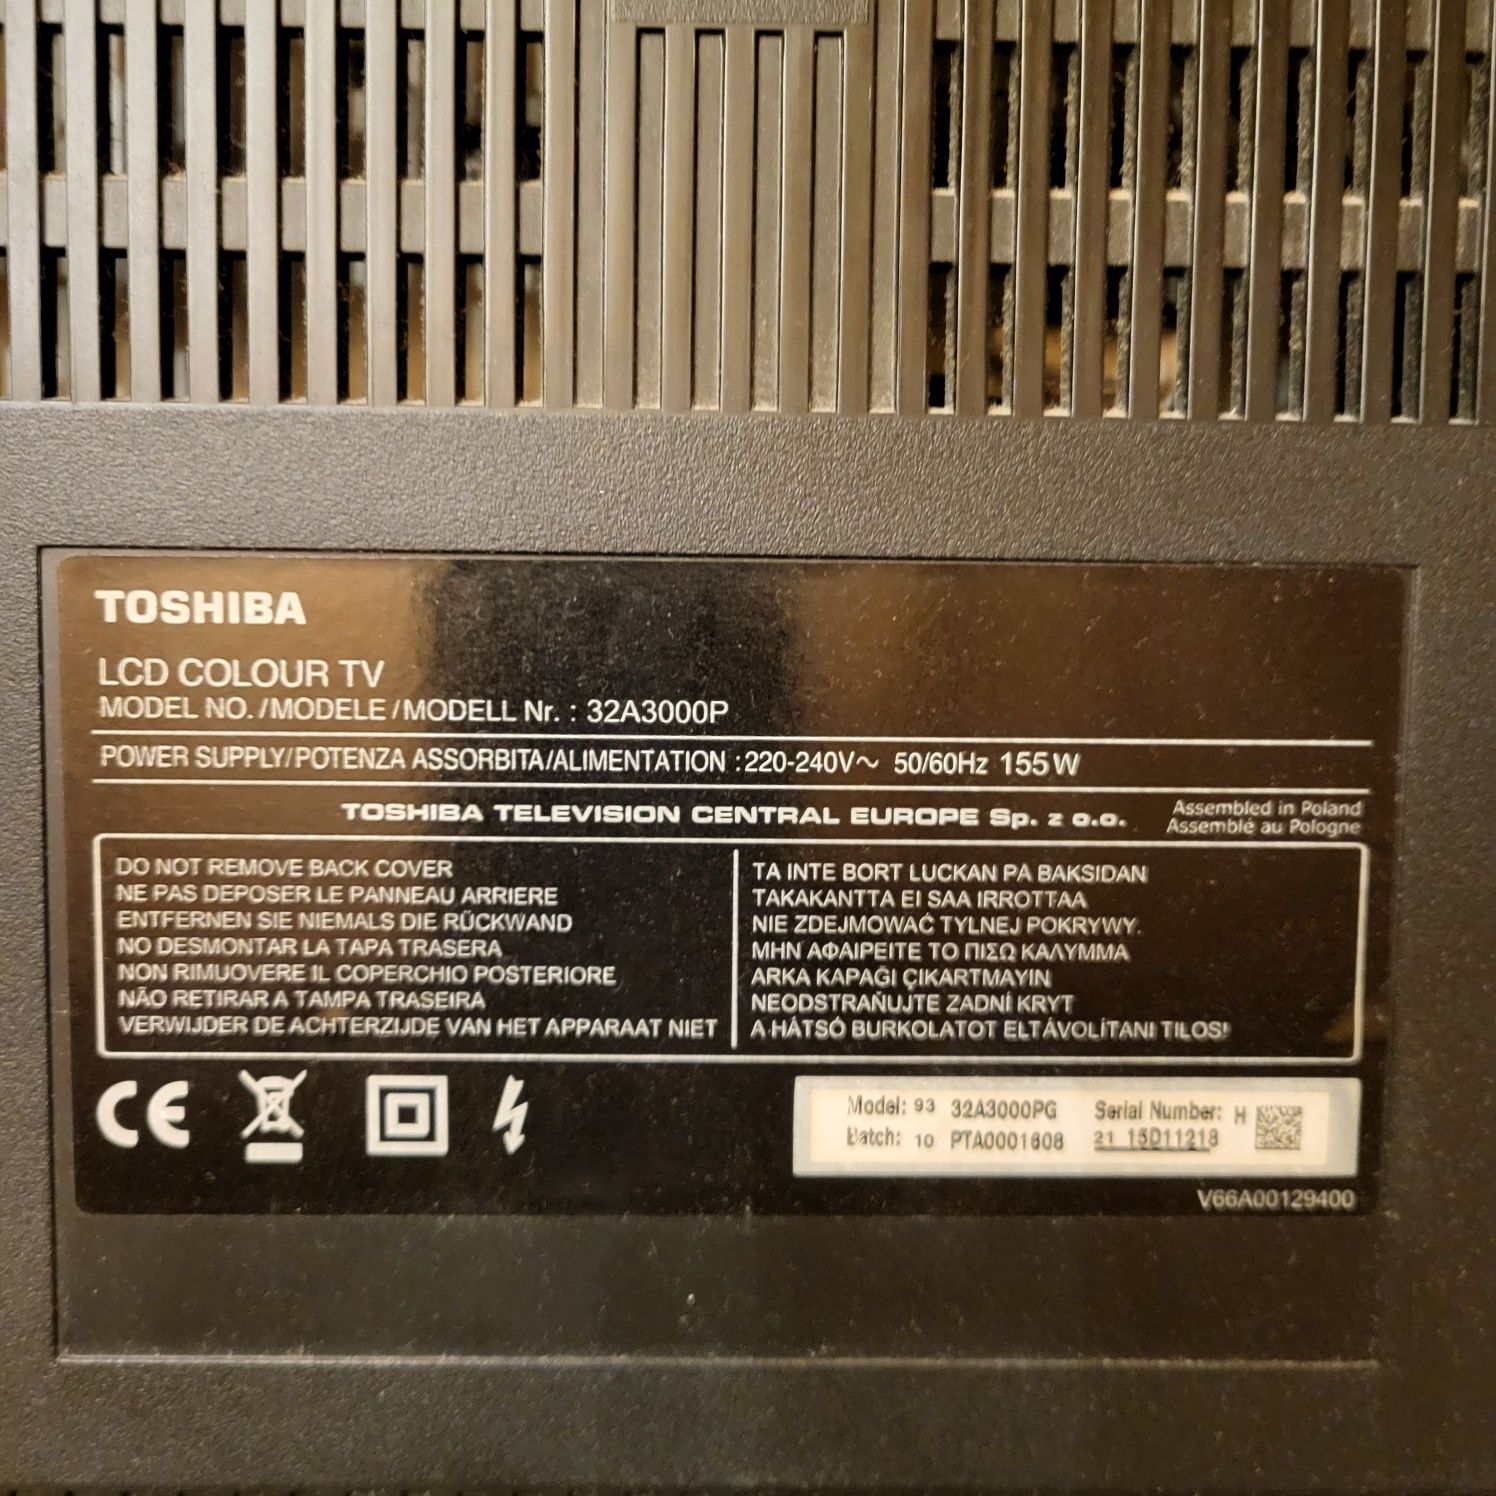 TOSHIBA
LCD COLOUR TV
MODEL NO./MODELE/MODELL Nr. : 32A3000P
POWER SUPPLY/POTENZA ASSORBITA/ALIMENTATION :220-240V~ 50/60Hz 155W
TOSHIBA TELEVISION CENTRAL EUROPE Sp. z o.o.
Assembled in Poland
Assemblé au Pologne
DO NOT REMOVE BACK COVER
NE PAS DEPOSER LE PANNEAU ARRIERE
ENTFERNEN SIE NIEMALS DIE RÜCKWAND
NO DESMONTAR LA TAPA TRASERA
NON RIMUOVERE IL COPERCHIO POSTERIORE
NÃO RETIRAR A TAMPA TRASEIRA
VERWIJDER DE ACHTERZIJDE VAN HET APPARAAT NIET
TA INTE BORT LUCKAN PA BAKSIDAN
TAKAKANTTA EI SAA IRROTTAA
NIE ZDEJMOWAĆ TYLNEJ POKRYWY.
ΜΗΝ ΑΦΑΙΡΕΙΤΕ ΤΟ ΠΙΣΩ ΚΑΛΥΜΜΑ
ARKA KAPAĞI ÇIKARTMAYIN
NEODSTRAŇUJTE ZADNÍ KRYT
A HÁTSÓ BURKOLATOT ELTÁVOLÍTANI TILOS!
CE
Model: 93 32A3000PG
Batch: 10 PTA0001608
Serial Number: H
21 15D11218
V66A00129400